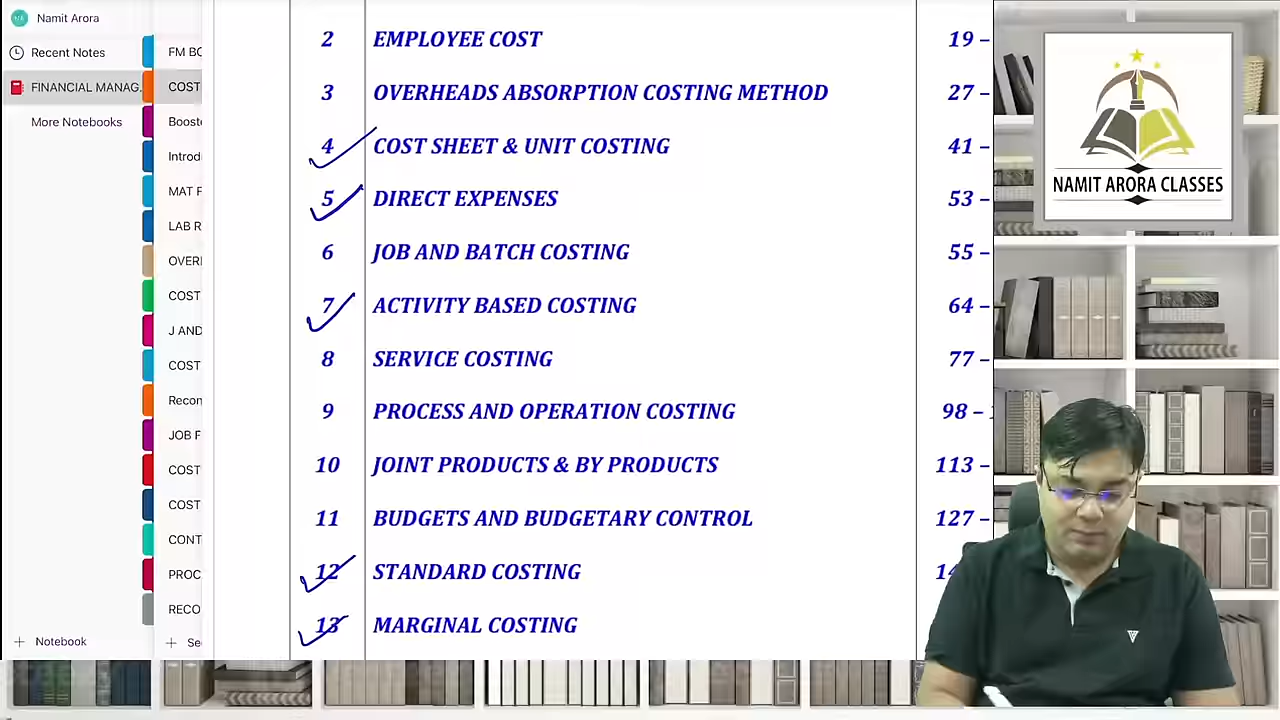 NA Namit Arora
Recent Notes
FINANCIAL MANAG...
More Notebooks
+ Notebook
FM BO
COST
Booste
Introdu
MAT F
LAB R
OVERI
COST
J AND
COST
Recon
JOB F
COST
COST
CONT
PROC
RECO
+ Se
2 EMPLOYEE COST 19 –
3 OVERHEADS ABSORPTION COSTING METHOD 27 –
4 COST SHEET & UNIT COSTING 41 –
5 DIRECT EXPENSES 53 –
6 JOB AND BATCH COSTING 55 –
7 ACTIVITY BASED COSTING 64 –
8 SERVICE COSTING 77 –
9 PROCESS AND OPERATION COSTING 98 –
10 JOINT PRODUCTS & BY PRODUCTS 113 –
11 BUDGETS AND BUDGETARY CONTROL 127 –
12 STANDARD COSTING
13 MARGINAL COSTING
NAMIT ARORA CLASSES